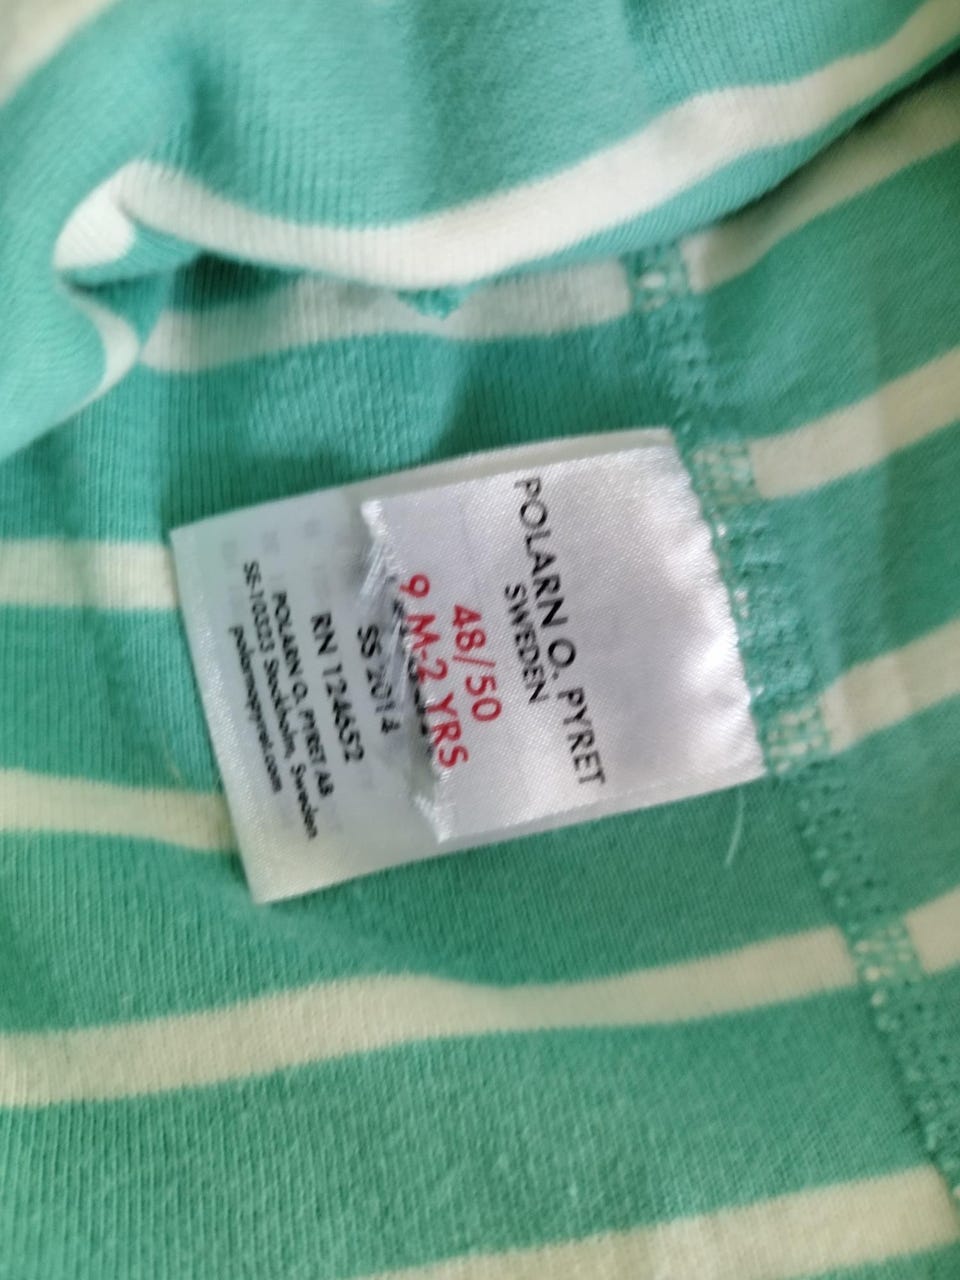 POLARN O. PYRET
SWEDEN
48/50
9 M-2 YRS
SS 2014
RN 124652
POLARN O. PYRET AB
SE-10333 Stockholm, Sweden
polarnopyret.com